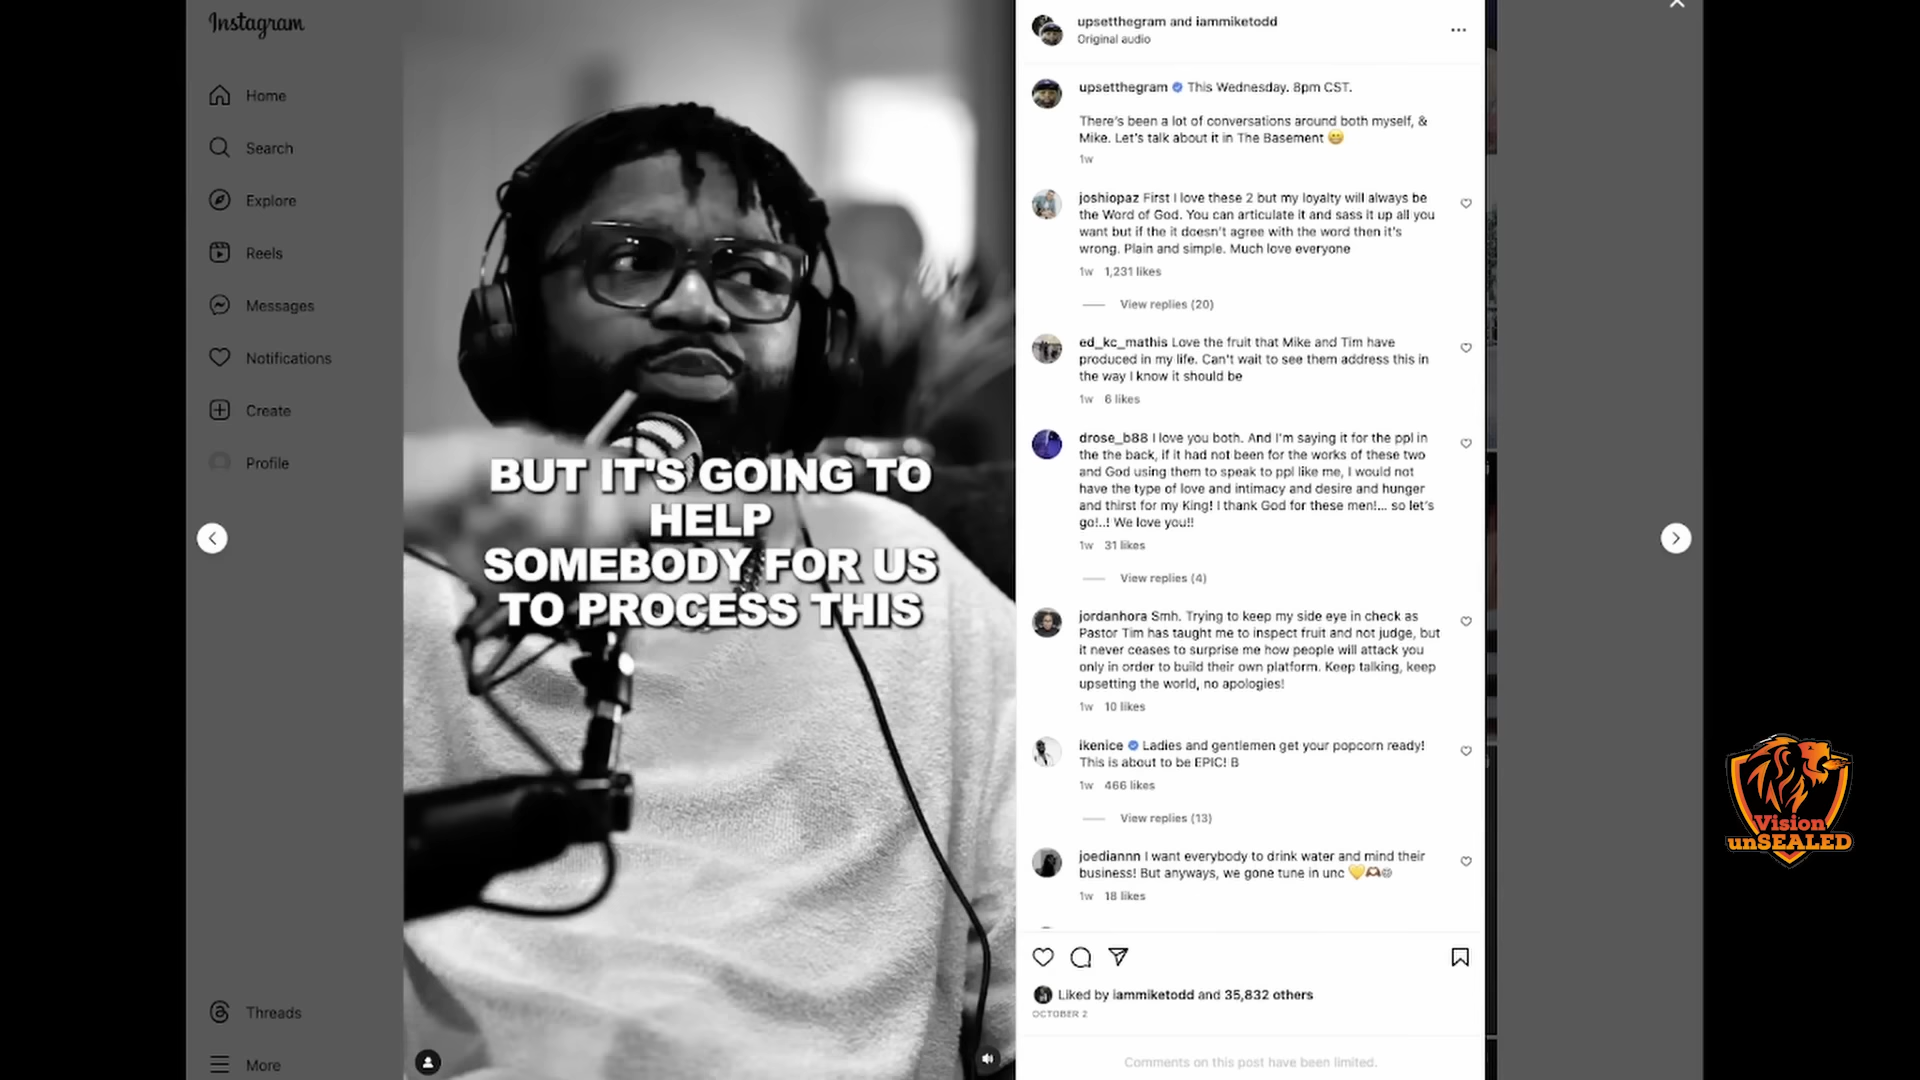 Instagram
Home
Search
Explore
Reels
Messages
Notifications
Create
Profile
Threads
More
BUT IT'S GOING TO
HELP
SOMEBODY FOR US
TO PROCESS THIS
upsetthegram and iammiketodd
Original audio
upsetthegram This Wednesday. 8pm CST.
There's been a lot of conversations around both myself, &
Mike. Let's talk about it in The Basement 😀
1w
joshiopaz First I love these 2 but my loyalty will always be
the Word of God. You can articulate it and sass it up all you
want but if the it doesn't agree with the word then it's
wrong. Plain and simple. Much love everyone
1w 1,231 likes
View replies (20)
ed_kc_mathis Love the fruit that Mike and Tim have
produced in my life. Can't wait to see them address this in
the way I know it should be
1w 6 likes
drose_b88 I love you both. And I'm saying it for the ppl in
the the back, if it had not been for the works of these two
and God using them to speak to ppl like me, I would not
have the type of love and intimacy and desire and hunger
and thirst for my King! I thank God for these men!... so let's
go!..! We love you!!
1w 31 likes
View replies (4)
jordanhora Smh. Trying to keep my side eye in check as
Pastor Tim has taught me to inspect fruit and not judge, but
it never ceases to surprise me how people will attack you
only in order to build their own platform. Keep talking, keep
upsetting the world, no apologies!
1w 10 likes
ikenice Ladies and gentlemen get your popcorn ready!
This is about to be EPIC! B
1w 466 likes
View replies (13)
joediannn I want everybody to drink water and mind their
business! But anyways, we gone tune in unc 💛🫶🏾
1w 18 likes
Liked by iammiketodd and 35,832 others
OCTOBER 2
Comments on this post have been limited.
Vision
unSEALED